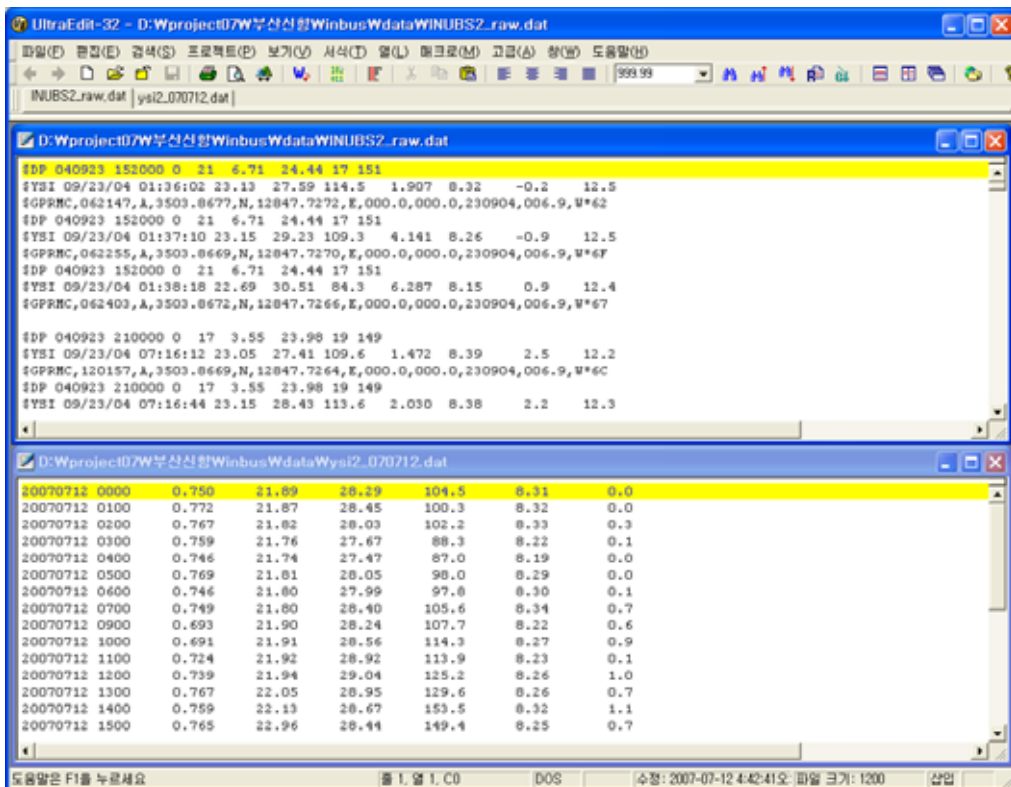 UltraEdit-32 - D:₩project07₩부산신항₩inbus₩data₩INUBS2_raw.dat
파일(F) 편집(E) 검색(S) 프로젝트(P) 보기(V) 서식(T) 열(L) 매크로(M) 고급(A) 창(W) 도움말(H)
999.99
INUBS2_raw.dat ysi2_070712.dat
D:₩project07₩부산신항₩inbus₩data₩INUBS2_raw.dat
$DP 040923 152000 0 21 6.71 24.44 17 151
$YSI 09/23/04 01:36:02 23.13 27.59 114.5 1.907 8.32 -0.2 12.5
$GPRMC,062147,A,3503.8677,N,12847.7272,E,000.0,000.0,230904,006.9,W*62
$DP 040923 152000 0 21 6.71 24.44 17 151
$YSI 09/23/04 01:37:10 23.15 29.23 109.3 4.141 8.26 -0.9 12.5
$GPRMC,062255,A,3503.8669,N,12847.7270,E,000.0,000.0,230904,006.9,W*6F
$DP 040923 152000 0 21 6.71 24.44 17 151
$YSI 09/23/04 01:38:18 22.69 30.51 84.3 6.287 8.15 0.9 12.4
$GPRMC,062403,A,3503.8672,N,12847.7266,E,000.0,000.0,230904,006.9,W*67
$DP 040923 210000 0 17 3.55 23.98 19 149
$YSI 09/23/04 07:16:12 23.05 27.41 109.6 1.472 8.39 2.5 12.2
$GPRMC,120157,A,3503.8669,N,12847.7264,E,000.0,000.0,230904,006.9,W*6C
$DP 040923 210000 0 17 3.55 23.98 19 149
$YSI 09/23/04 07:16:44 23.15 28.43 113.6 2.030 8.38 2.2 12.3
D:₩project07₩부산신항₩inbus₩data₩ysi2_070712.dat
20070712 0000 0.750 21.89 28.29 104.5 8.31 0.0
20070712 0100 0.772 21.87 28.45 100.3 8.32 0.0
20070712 0200 0.767 21.82 28.03 102.2 8.33 0.3
20070712 0300 0.759 21.76 27.67 88.3 8.22 0.1
20070712 0400 0.746 21.74 27.47 87.0 8.19 0.0
20070712 0500 0.769 21.81 28.05 98.0 8.29 0.0
20070712 0600 0.746 21.80 27.99 97.8 8.30 0.1
20070712 0700 0.749 21.80 28.40 105.6 8.34 0.7
20070712 0900 0.693 21.90 28.24 107.7 8.22 0.6
20070712 1000 0.691 21.91 28.56 114.3 8.27 0.9
20070712 1100 0.724 21.92 28.92 113.9 8.23 0.1
20070712 1200 0.739 21.94 29.04 125.2 8.26 1.0
20070712 1300 0.767 22.05 28.95 129.6 8.26 0.7
20070712 1400 0.759 22.13 28.67 153.5 8.32 1.1
20070712 1500 0.765 22.96 28.44 149.4 8.25 0.7
도움말은 F1을 누르세요 줄 1, 열 1, C0 DOS 수정: 2007-07-12 4:42:41오 파일 크기: 1200 삽입